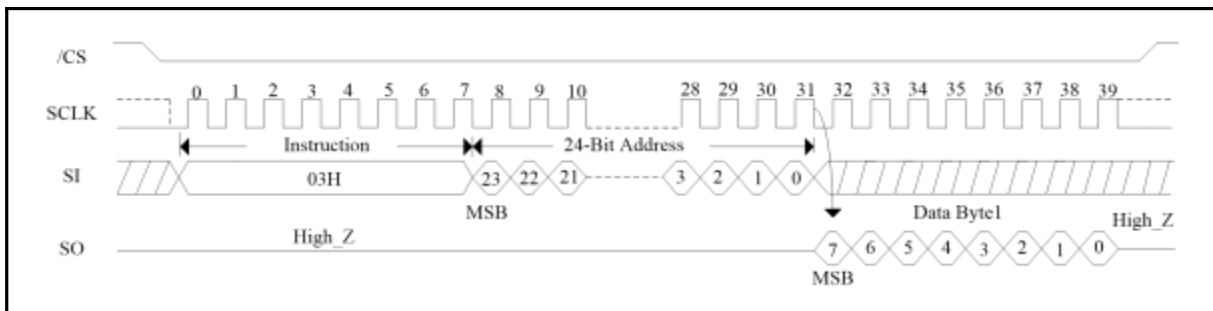 /CS
0 1 2 3 4 5 6 7 8 9 10 28 29 30 31 32 33 34 35 36 37 38 39
SCLK
Instruction 24-Bit Address
SI 03H 23 22 21 3 2 1 0
MSB Data Byte1 High_Z
High_Z
SO 7 6 5 4 3 2 1 0
MSB